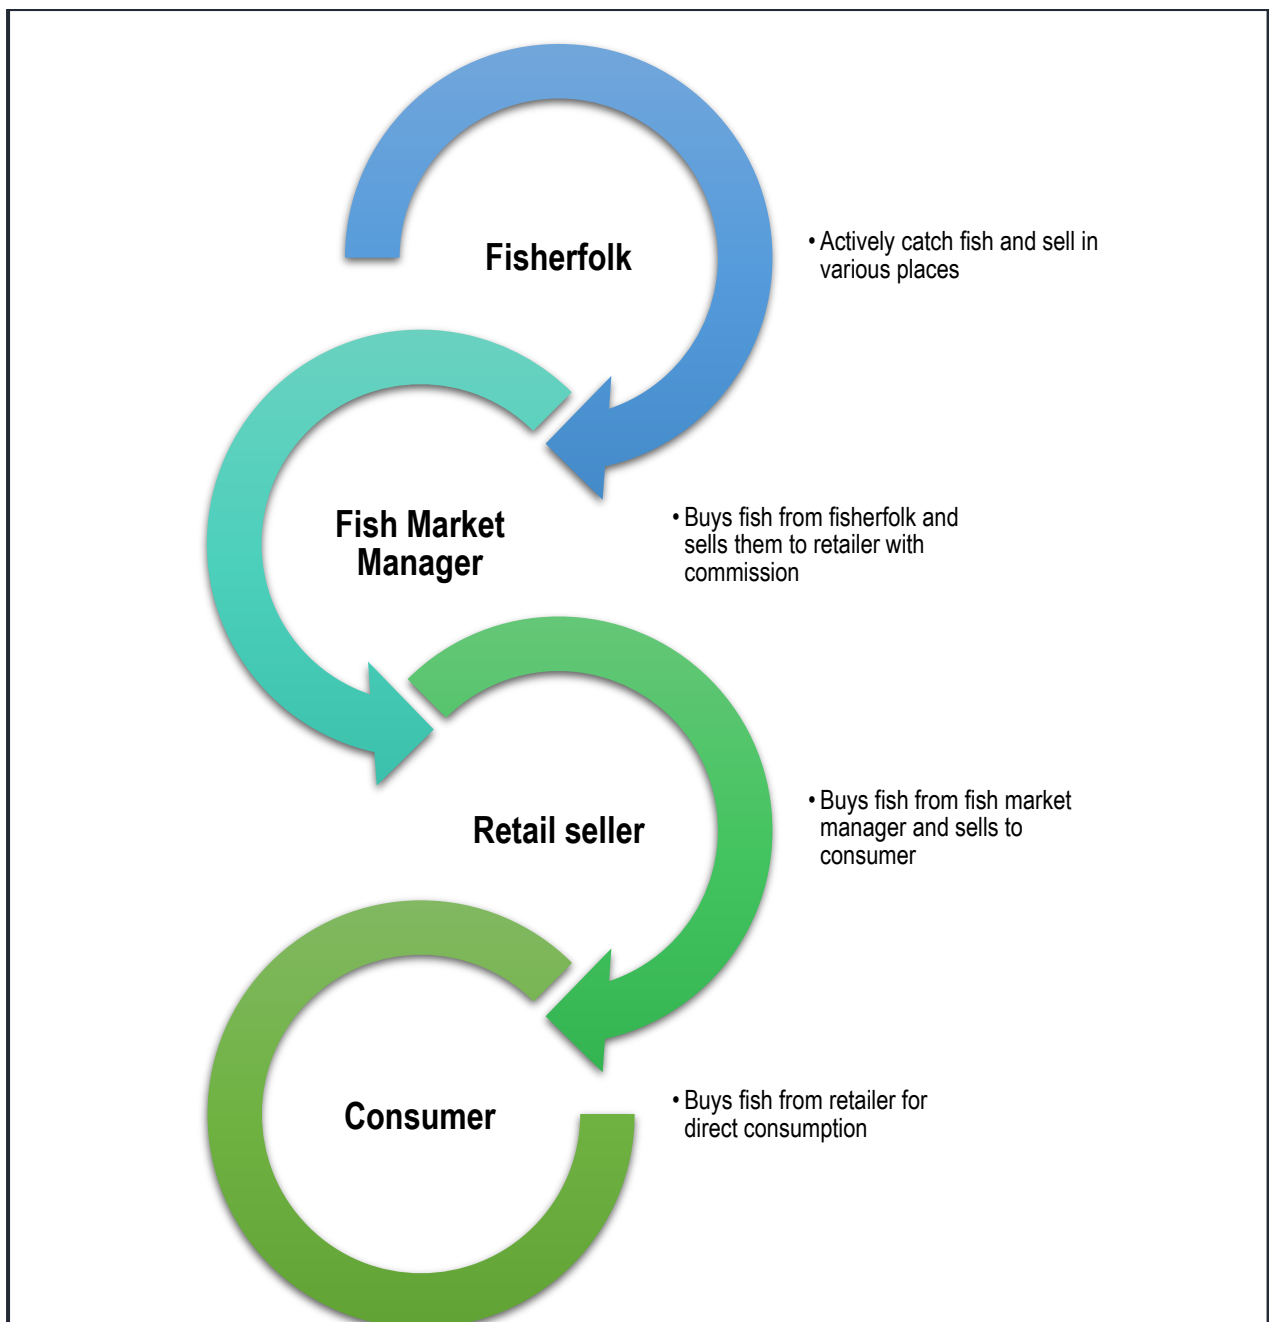 Fisherfolk
• Actively catch fish and sell in
various places
Fish Market
Manager
• Buys fish from fisherfolk and
sells them to retailer with
commission
Retail seller
• Buys fish from fish market
manager and sells to
consumer
Consumer
• Buys fish from retailer for
direct consumption